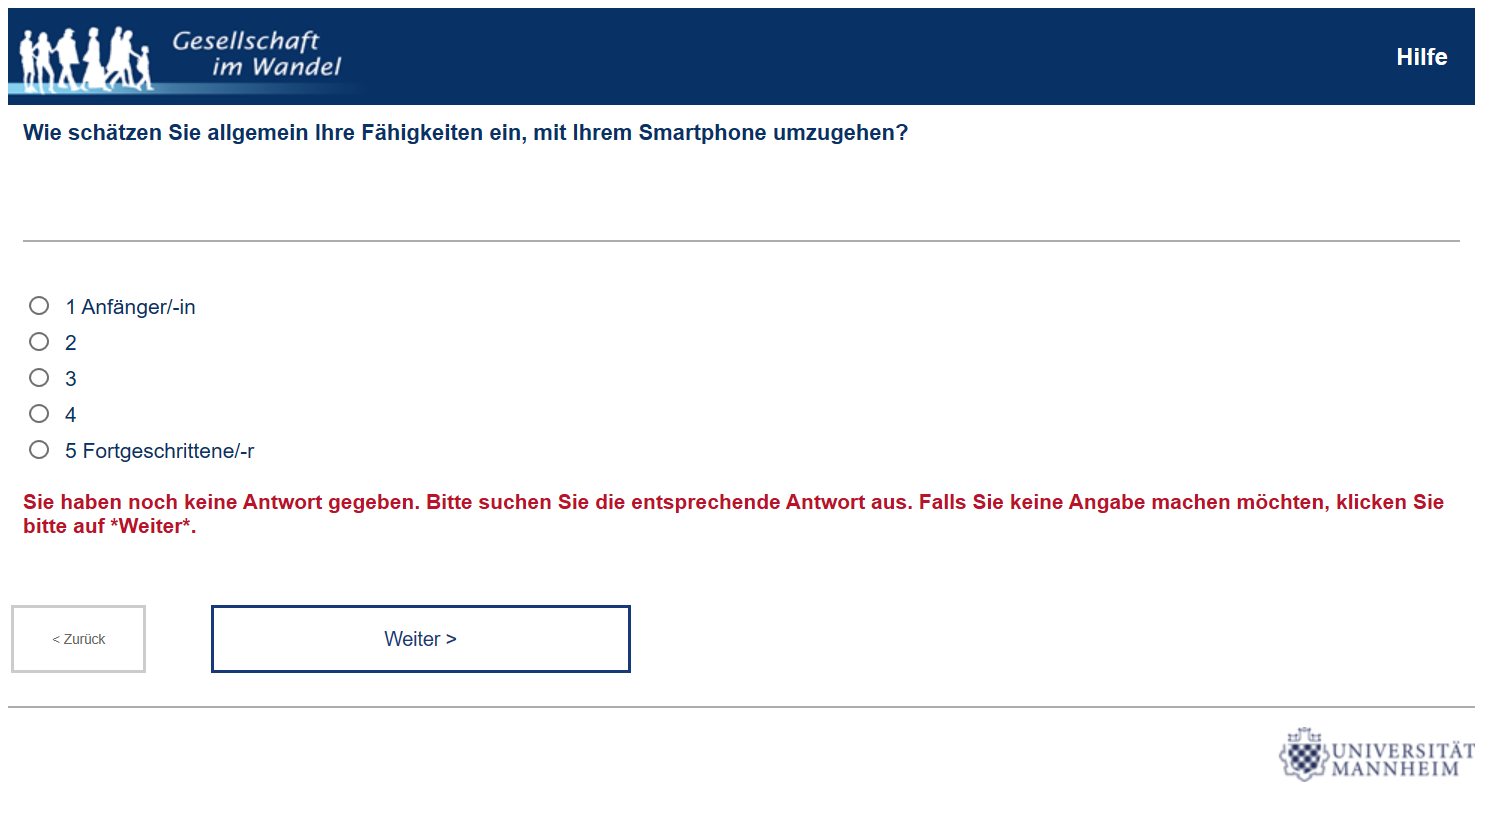 Gesellschaft
im Wandel
Hilfe
Wie schätzen Sie allgemein Ihre Fähigkeiten ein, mit Ihrem Smartphone umzugehen?
1 Anfänger/-in
2
3
4
5 Fortgeschrittene/-r
Sie haben noch keine Antwort gegeben. Bitte suchen Sie die entsprechende Antwort aus. Falls Sie keine Angabe machen möchten, klicken Sie
bitte auf *Weiter*.
< Zurück
Weiter >
UNIVERSITÄT
MANNHEIM